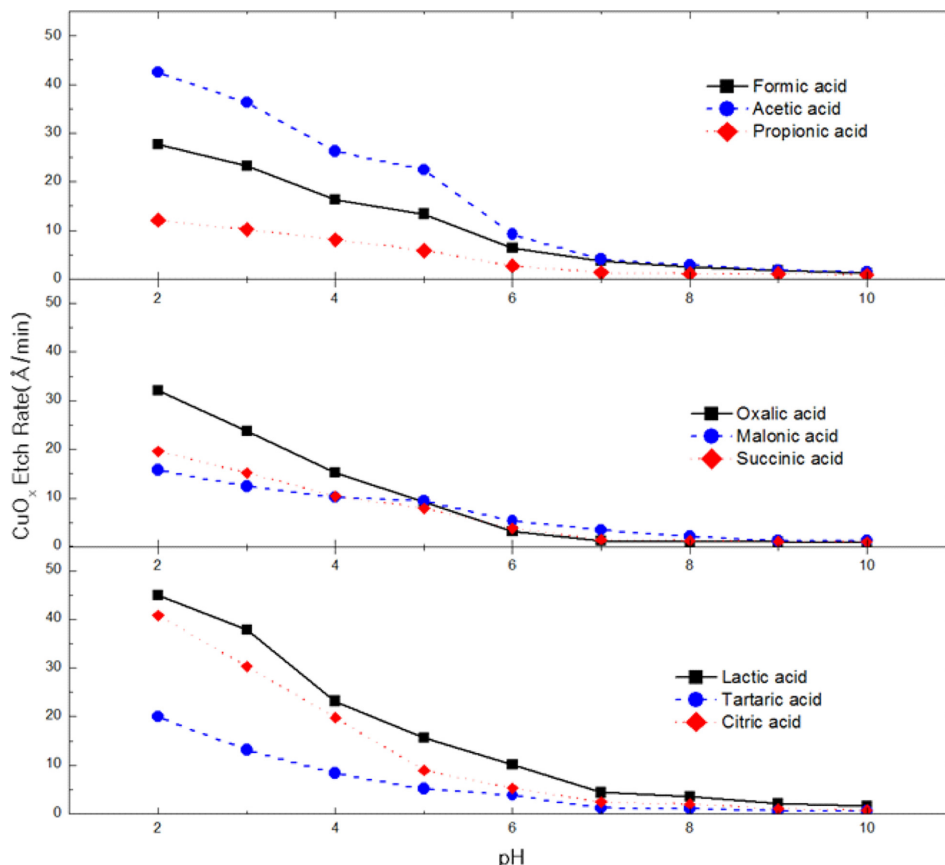 50
40
30
20
10
0
Formic acid
Acetic acid
Propionic acid
2 4 6 8 10
50
40
30
20
10
0
Oxalic acid
Malonic acid
Succinic acid
2 4 6 8 10
50
40
30
20
10
0
Lactic acid
Tartaric acid
Citric acid
2 4 6 8 10
CuOx Etch Rate( Å/min)
pH